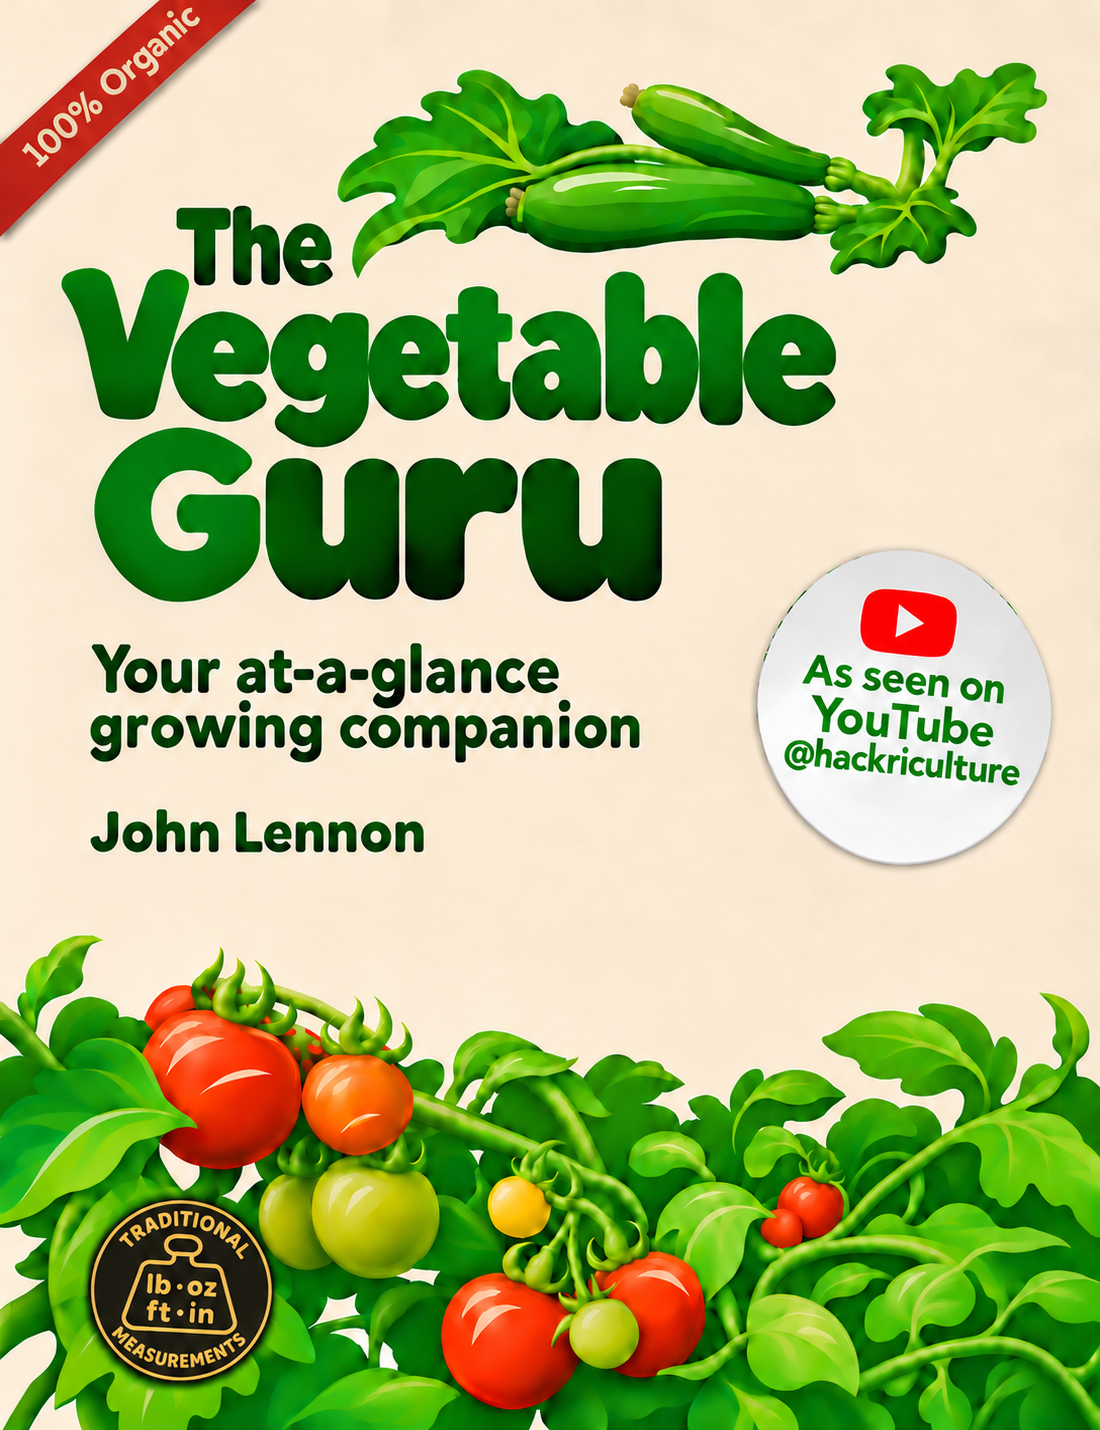 100% Organic
The
Vegetable
Guru
Your at-a-glance
growing companion
John Lennon
As seen on
YouTube
@hackriculture
TRADITIONAL
lb·oz
ft·in
MEASUREMENTS